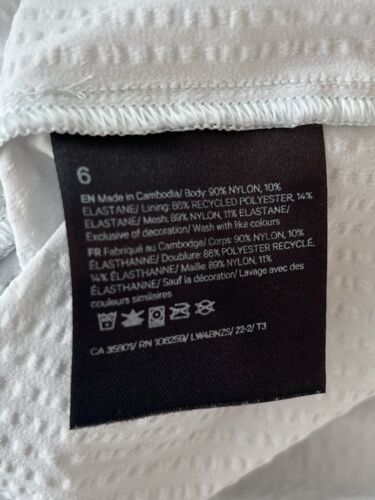 6
EN Made in Cambodia/ Body: 90% NYLON, 10%
ELASTANE/ Lining: 86% RECYCLED POLYESTER, 14%
ELASTANE/ Mesh: 89% NYLON, 11% ELASTANE/
Exclusive of decoration/ Wash with like colours
FR Fabriqué au Cambodge/ Corps: 90% NYLON, 10%
ÉLASTHANNE/ Doublure: 86% POLYESTER RECYCLÉ,
14% ÉLASTHANNE/ Maille: 89% NYLON, 11%
ÉLASTHANNE/ Sauf la décoration/ Lavage avec des
couleurs similaires
CA 35801/ RN 106259/ LW4BNZS/ 22-2/ T3